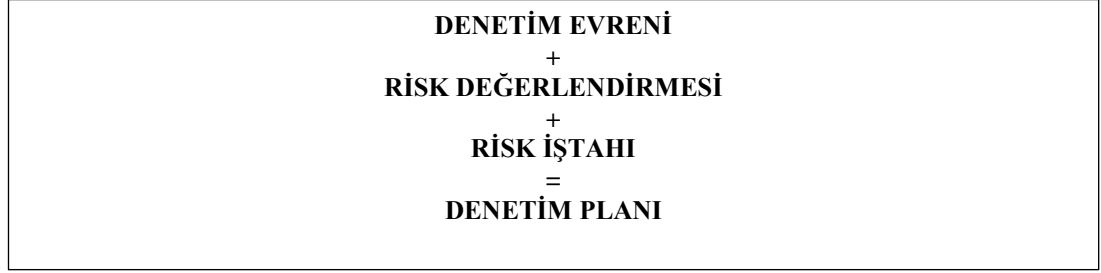 DENETİM EVRENİ
+
RİSK DEĞERLENDİRMESİ
+
RİSK İŞTAHI
=
DENETİM PLANI